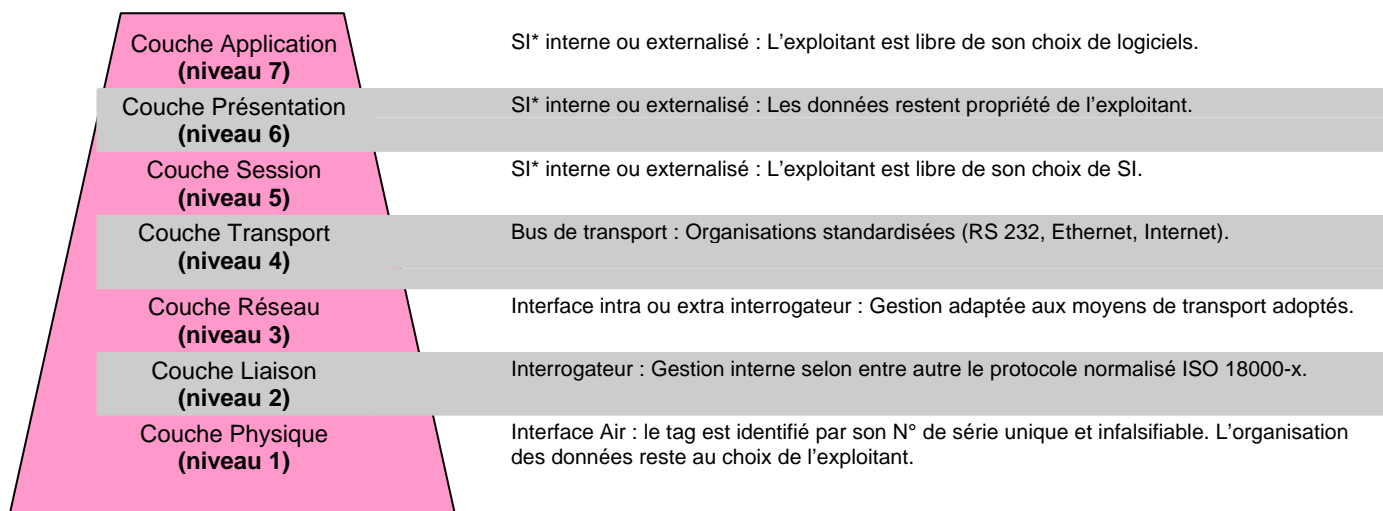 Couche Application
(niveau 7)
SI* interne ou externalisé : L'exploitant est libre de son choix de logiciels.
Couche Présentation
(niveau 6)
SI* interne ou externalisé : Les données restent propriété de l'exploitant.
Couche Session
(niveau 5)
SI* interne ou externalisé : L'exploitant est libre de son choix de SI.
Couche Transport
(niveau 4)
Bus de transport : Organisations standardisées (RS 232, Ethernet, Internet).
Couche Réseau
(niveau 3)
Interface intra ou extra interrogateur : Gestion adaptée aux moyens de transport adoptés.
Couche Liaison
(niveau 2)
Interrogateur : Gestion interne selon entre autre le protocole normalisé ISO 18000-x.
Couche Physique
(niveau 1)
Interface Air : le tag est identifié par son N° de série unique et infalsifiable. L'organisation
des données reste au choix de l'exploitant.